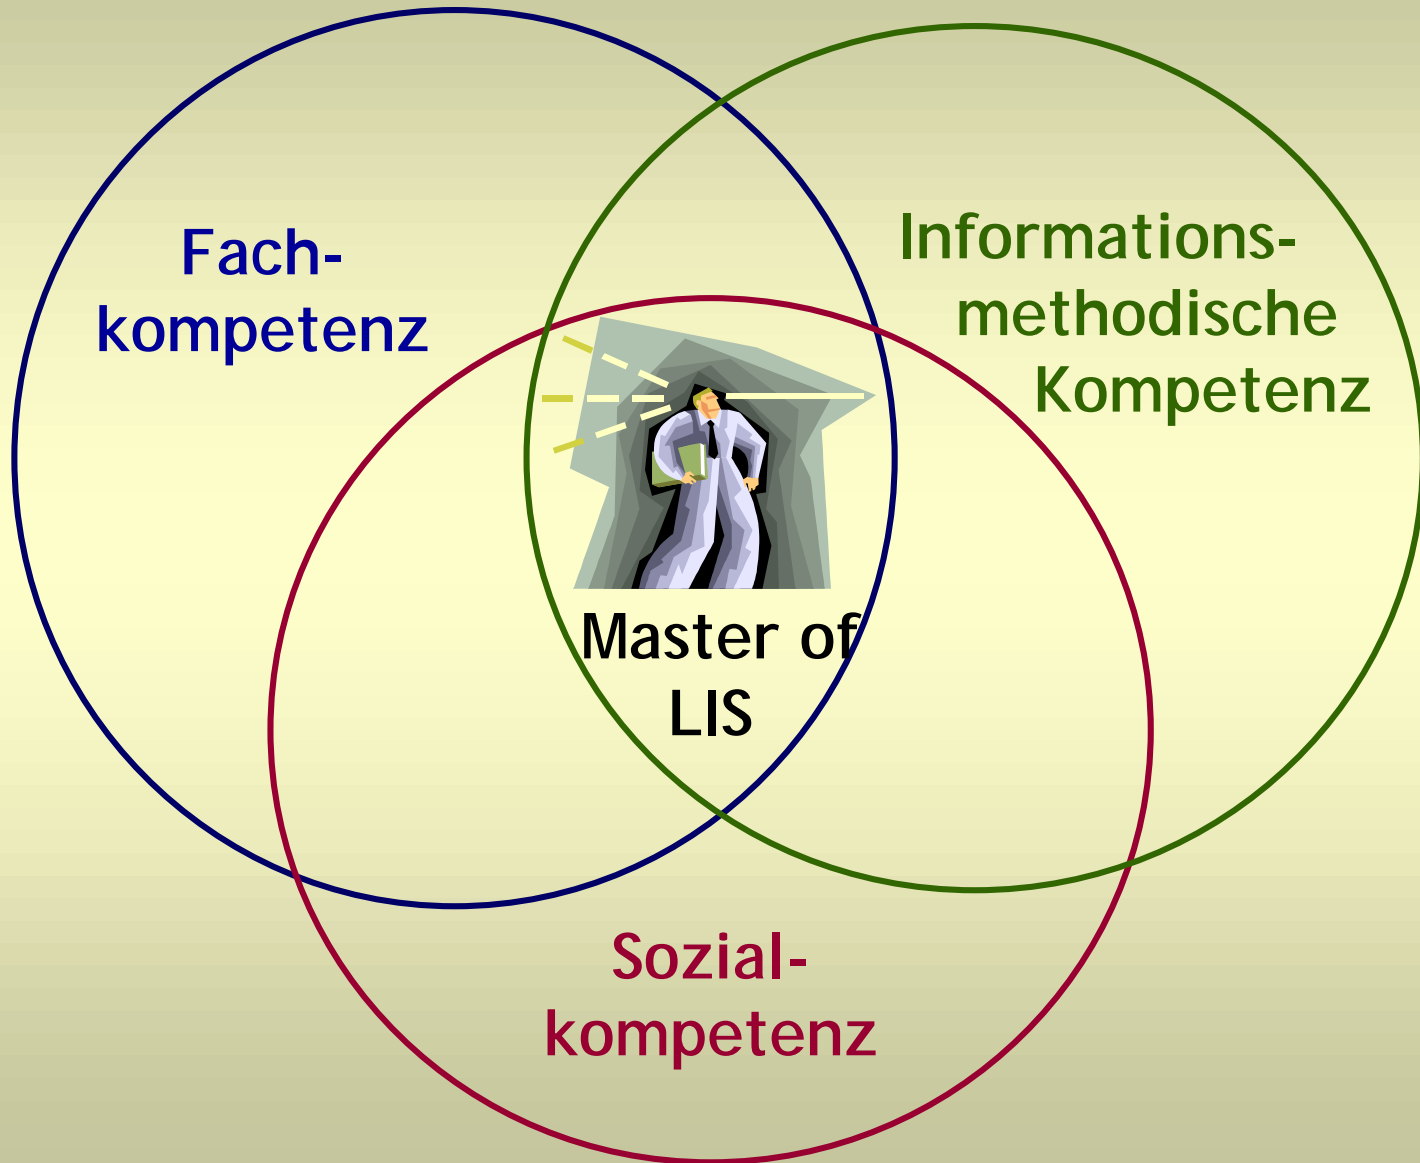 Fach-
kompetenz
Informations-
methodische
Kompetenz
Master of
LIS
Sozial-
kompetenz